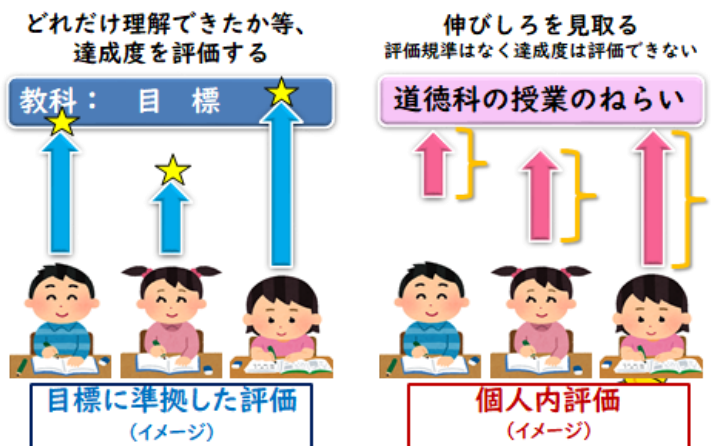 どれだけ理解できたか等、
達成度を評価する
教科： 目 標
目標に準拠した評価
(イメージ)
伸びしろを見取る
評価規準はなく達成度は評価できない
道徳科の授業のねらい
個人内評価
(イメージ)